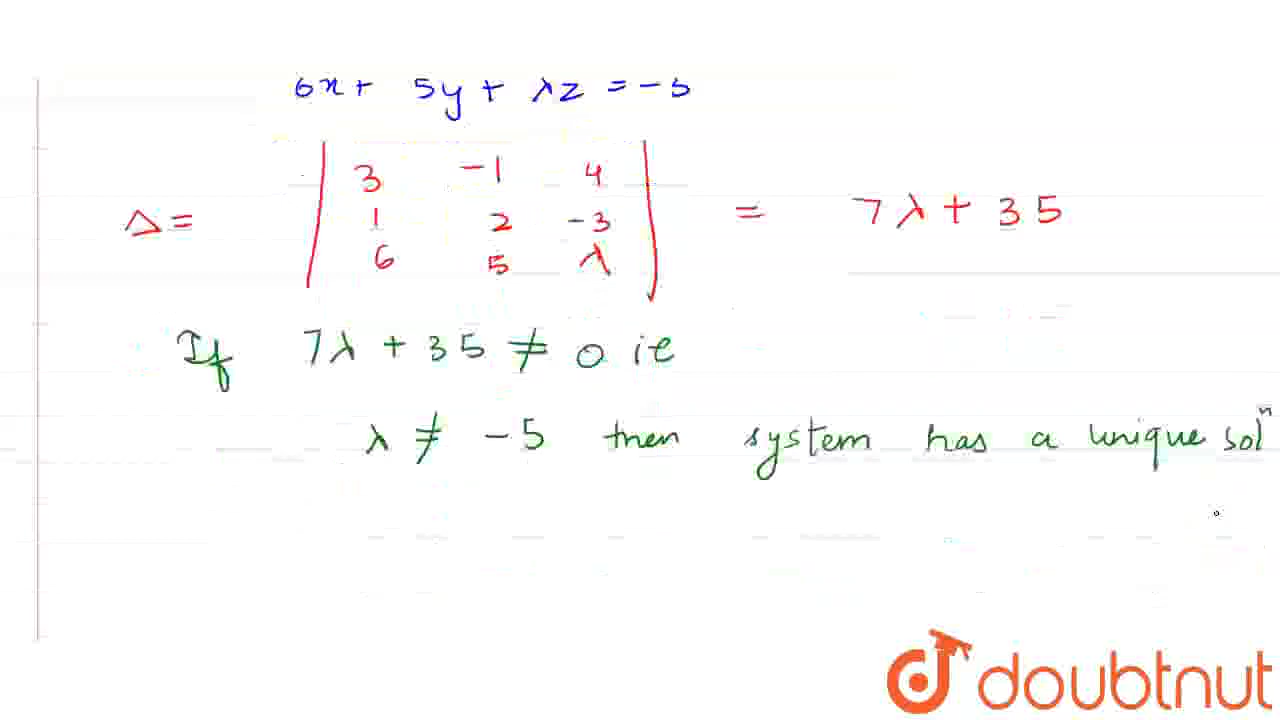 6x + 5y + λz = -5
3 -1 4
Δ = 1 2 -3 = 7λ + 35
6 5 λ
If 7λ + 35 ≠ 0 ie
λ ≠ -5 then system has a unique solⁿ
doubtnut